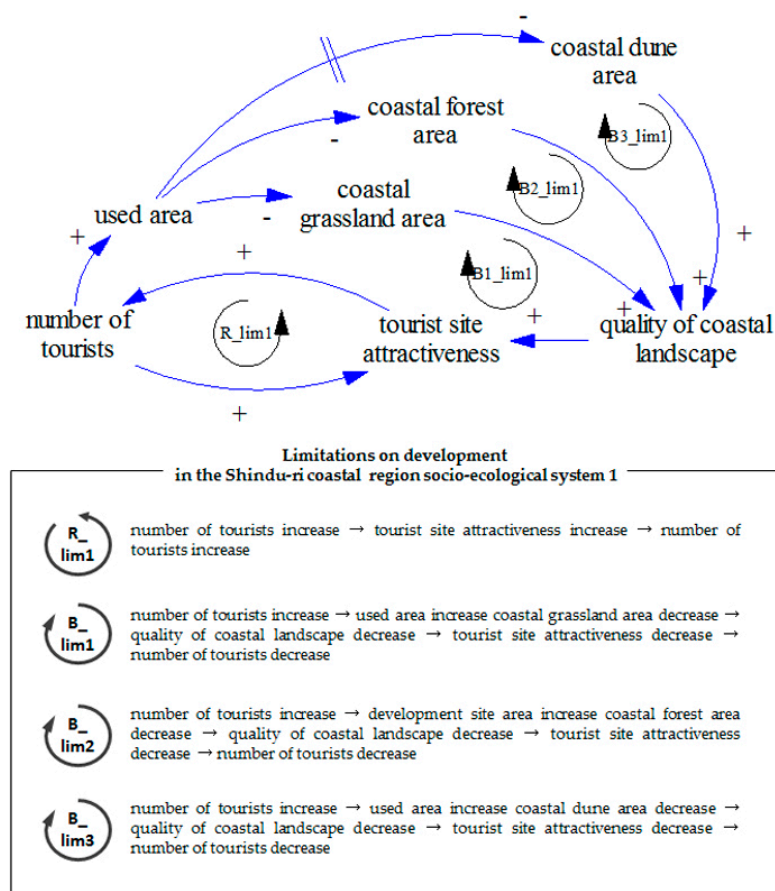 -
coastal dune
area
coastal forest
area
B3_lim1
-
B2_lim1
coastal
grassland area
used area
-
+
+
+
B1_lim1
+
+
+
number of
tourists
R_lim1
tourist site
attractiveness
quality of coastal
landscape
+
Limitations on development
in the Shindu-ri coastal region socio-ecological system 1
R_
lim1
number of tourists increase → tourist site attractiveness increase → number of
tourists increase
B_
lim1
number of tourists increase → used area increase coastal grassland area decrease →
quality of coastal landscape decrease → tourist site attractiveness decrease →
number of tourists decrease
B_
lim2
number of tourists increase → development site area increase coastal forest area
decrease → quality of coastal landscape decrease → tourist site attractiveness
decrease → number of tourists decrease
B_
lim3
number of tourists increase → used area increase coastal dune area decrease →
quality of coastal landscape decrease → tourist site attractiveness decrease →
number of tourists decrease